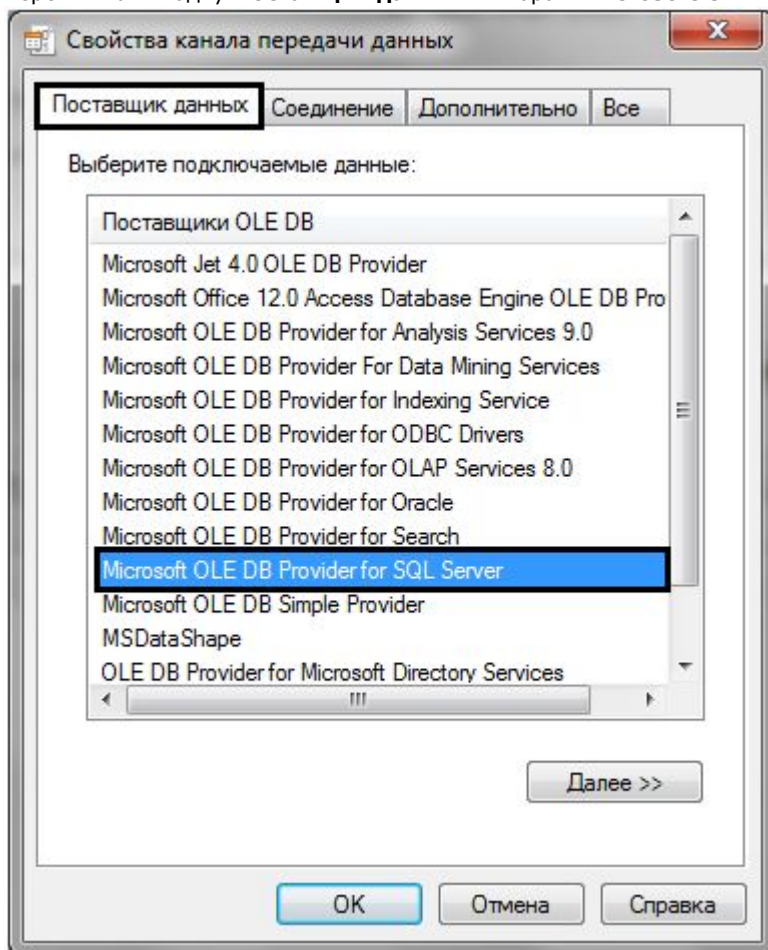 Свойства канала передачи данных
Поставщик данных Соединение Дополнительно Все
Выберите подключаемые данные:
Поставщики OLE DB
Microsoft Jet 4.0 OLE DB Provider
Microsoft Office 12.0 Access Database Engine OLE DB Pro
Microsoft OLE DB Provider for Analysis Services 9.0
Microsoft OLE DB Provider For Data Mining Services
Microsoft OLE DB Provider for Indexing Service
Microsoft OLE DB Provider for ODBC Drivers
Microsoft OLE DB Provider for OLAP Services 8.0
Microsoft OLE DB Provider for Oracle
Microsoft OLE DB Provider for Search
Microsoft OLE DB Provider for SQL Server
Microsoft OLE DB Simple Provider
MSDataShape
OLE DB Provider for Microsoft Directory Services
Далее >>
OK Отмена Справка